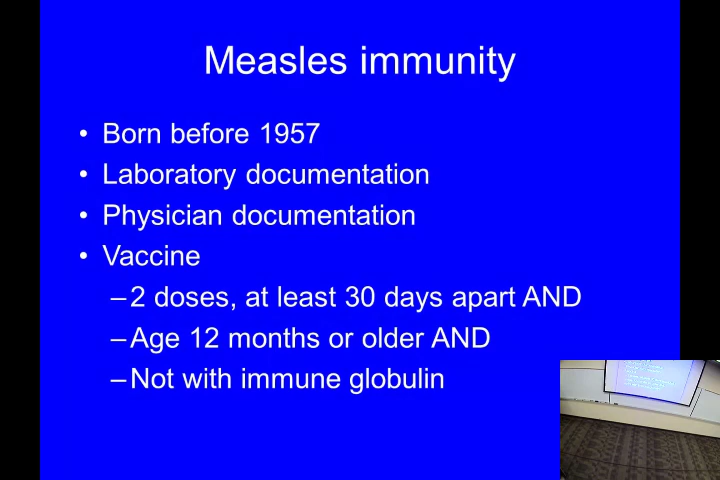 Measles immunity
• Born before 1957
• Laboratory documentation
• Physician documentation
• Vaccine
–2 doses, at least 30 days apart AND
–Age 12 months or older AND
–Not with immune globulin